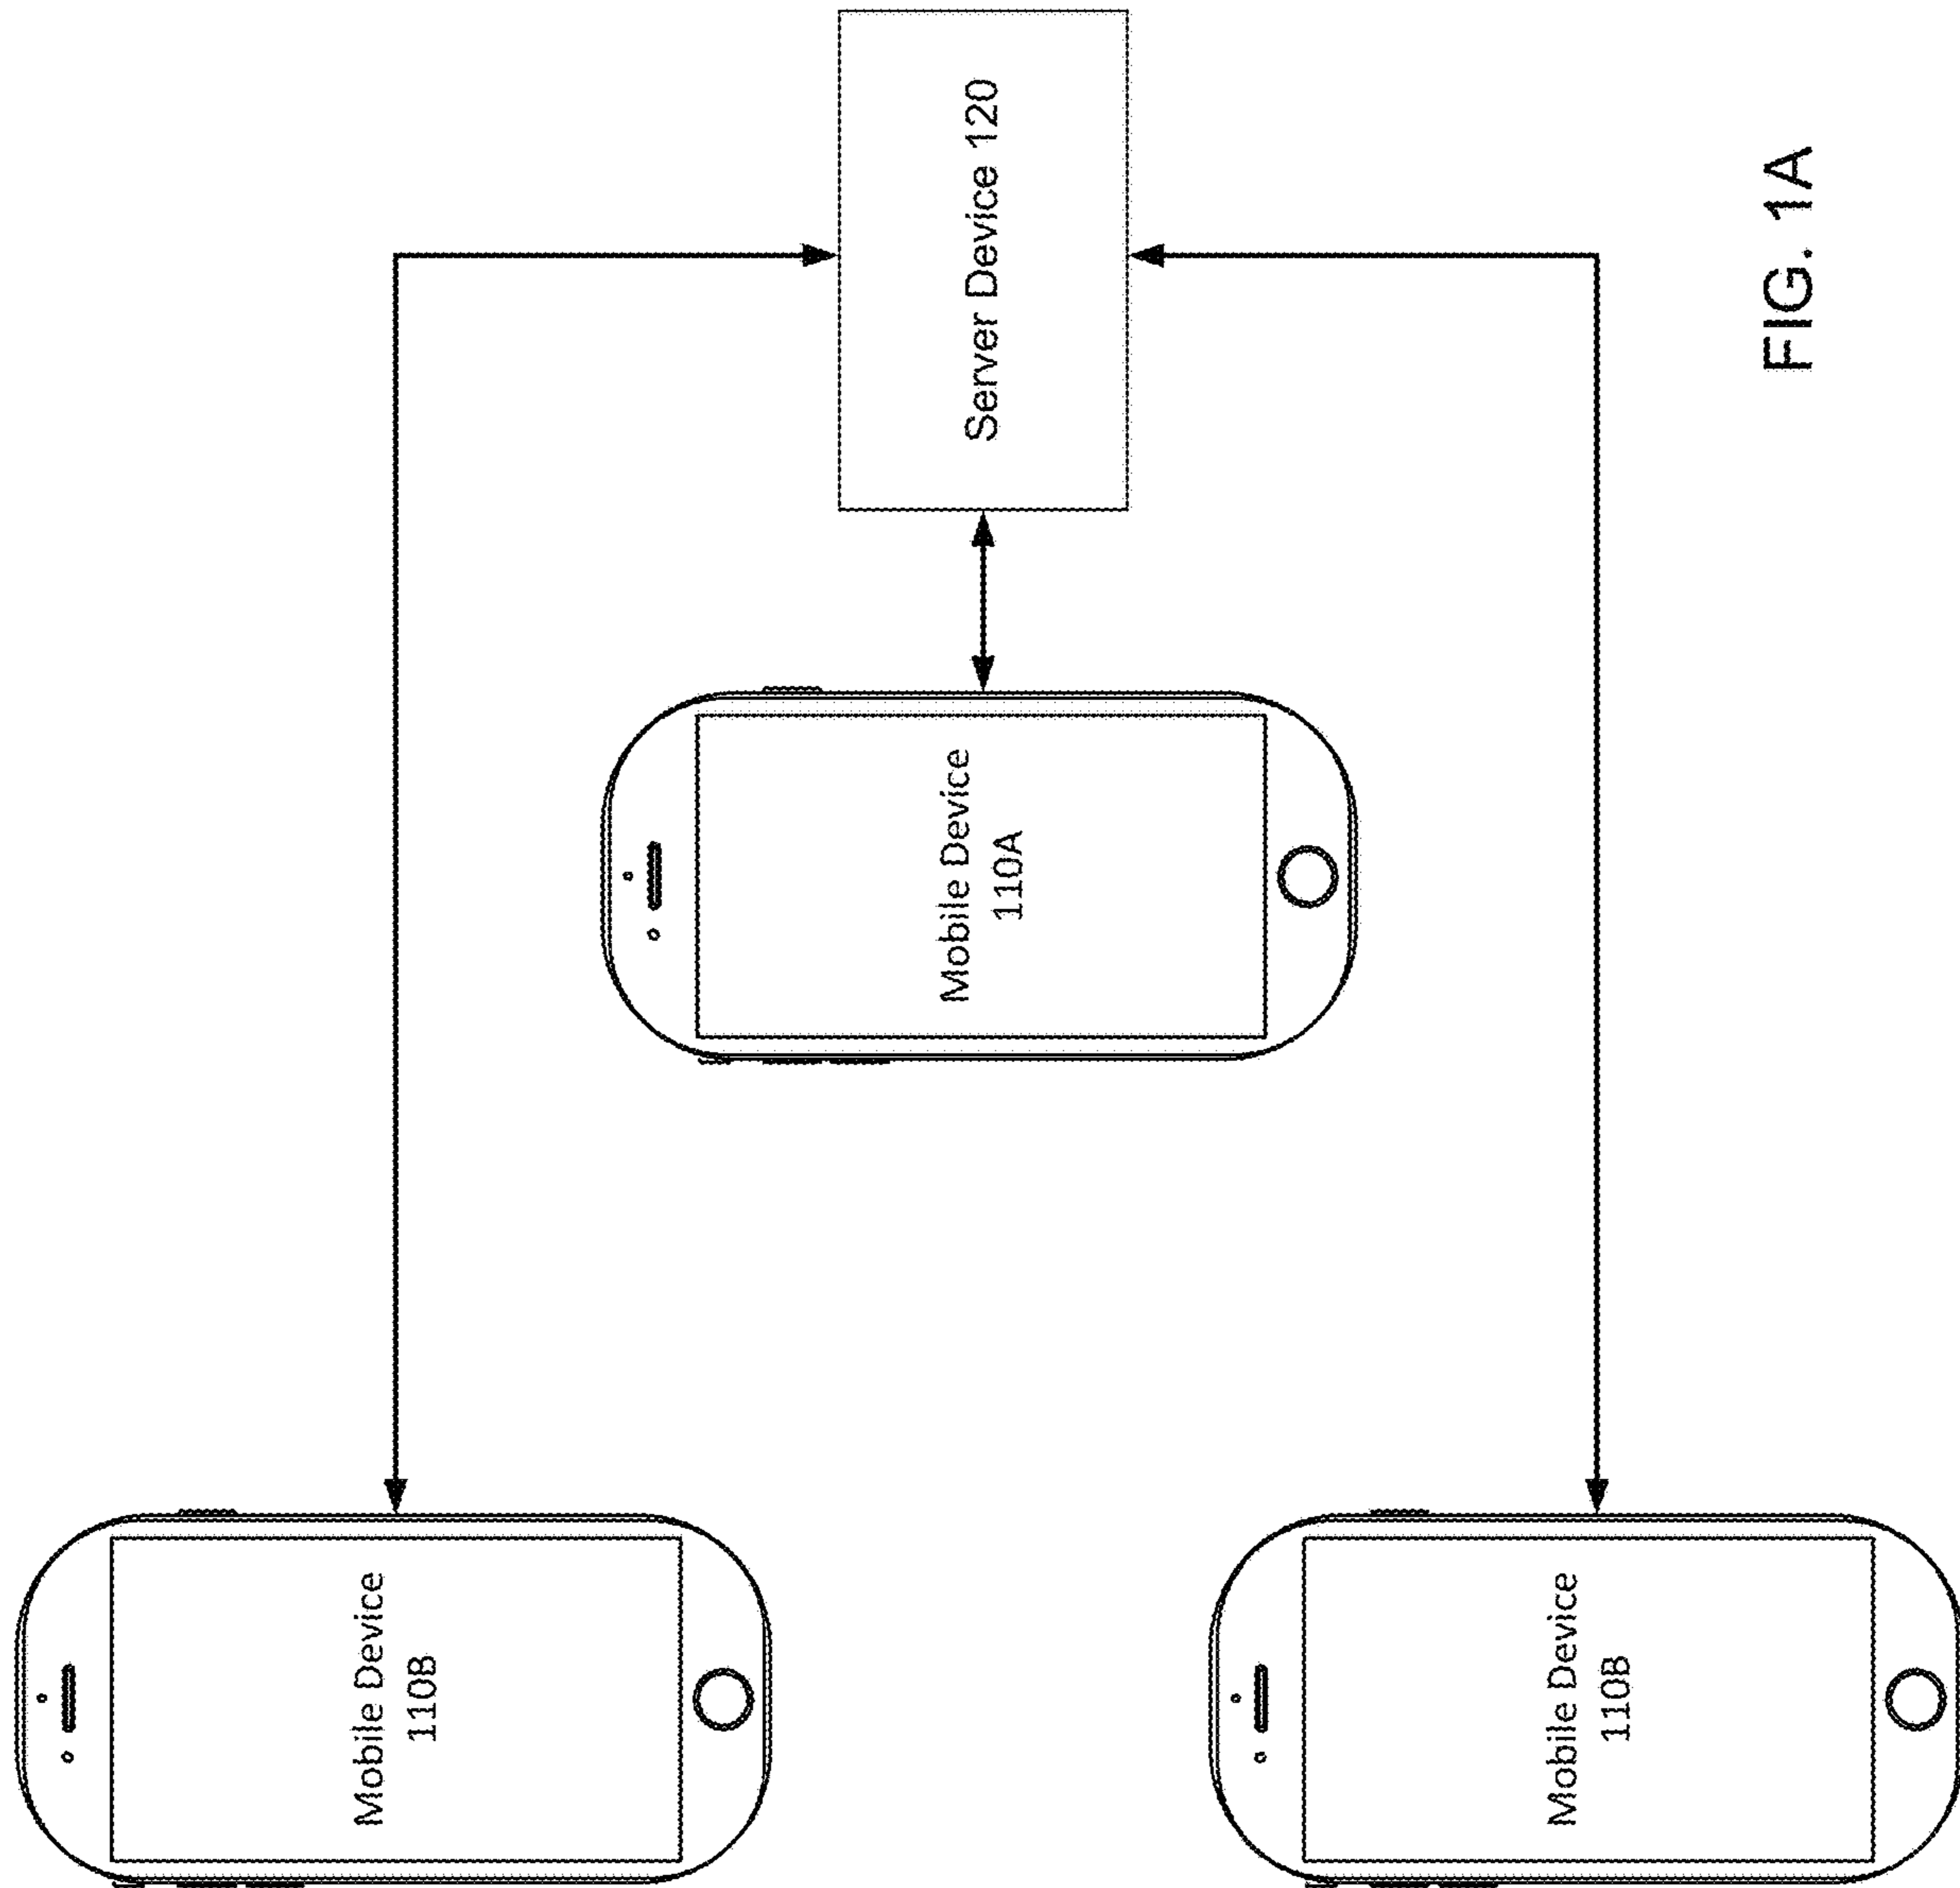 Server Device 120
Mobile Device
110A
Mobile Device
110B
Mobile Device
110B
FIG. 1A